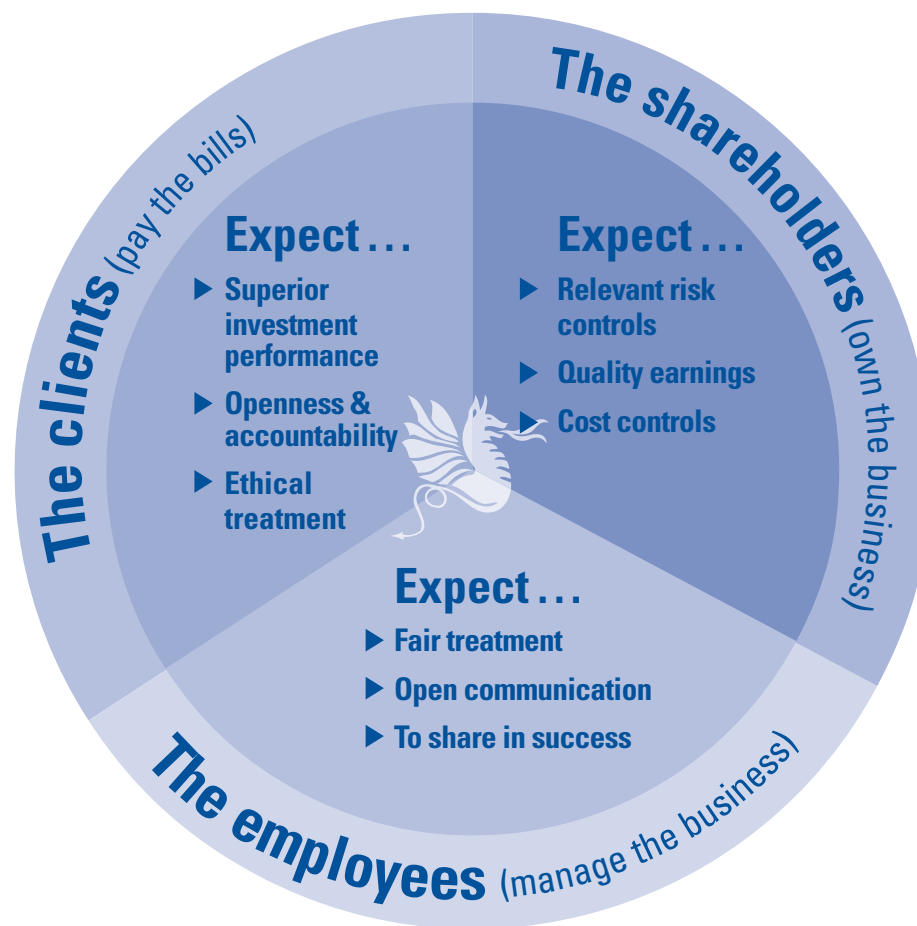 The clients (pay the bills)
Expect...
▶ Superior
investment
performance
▶ Openness &
accountability
▶ Ethical
treatment
The shareholders (own the business)
Expect...
▶ Relevant risk
controls
▶ Quality earnings
▶ Cost controls
Expect...
▶ Fair treatment
▶ Open communication
▶ To share in success
The employees (manage the business)